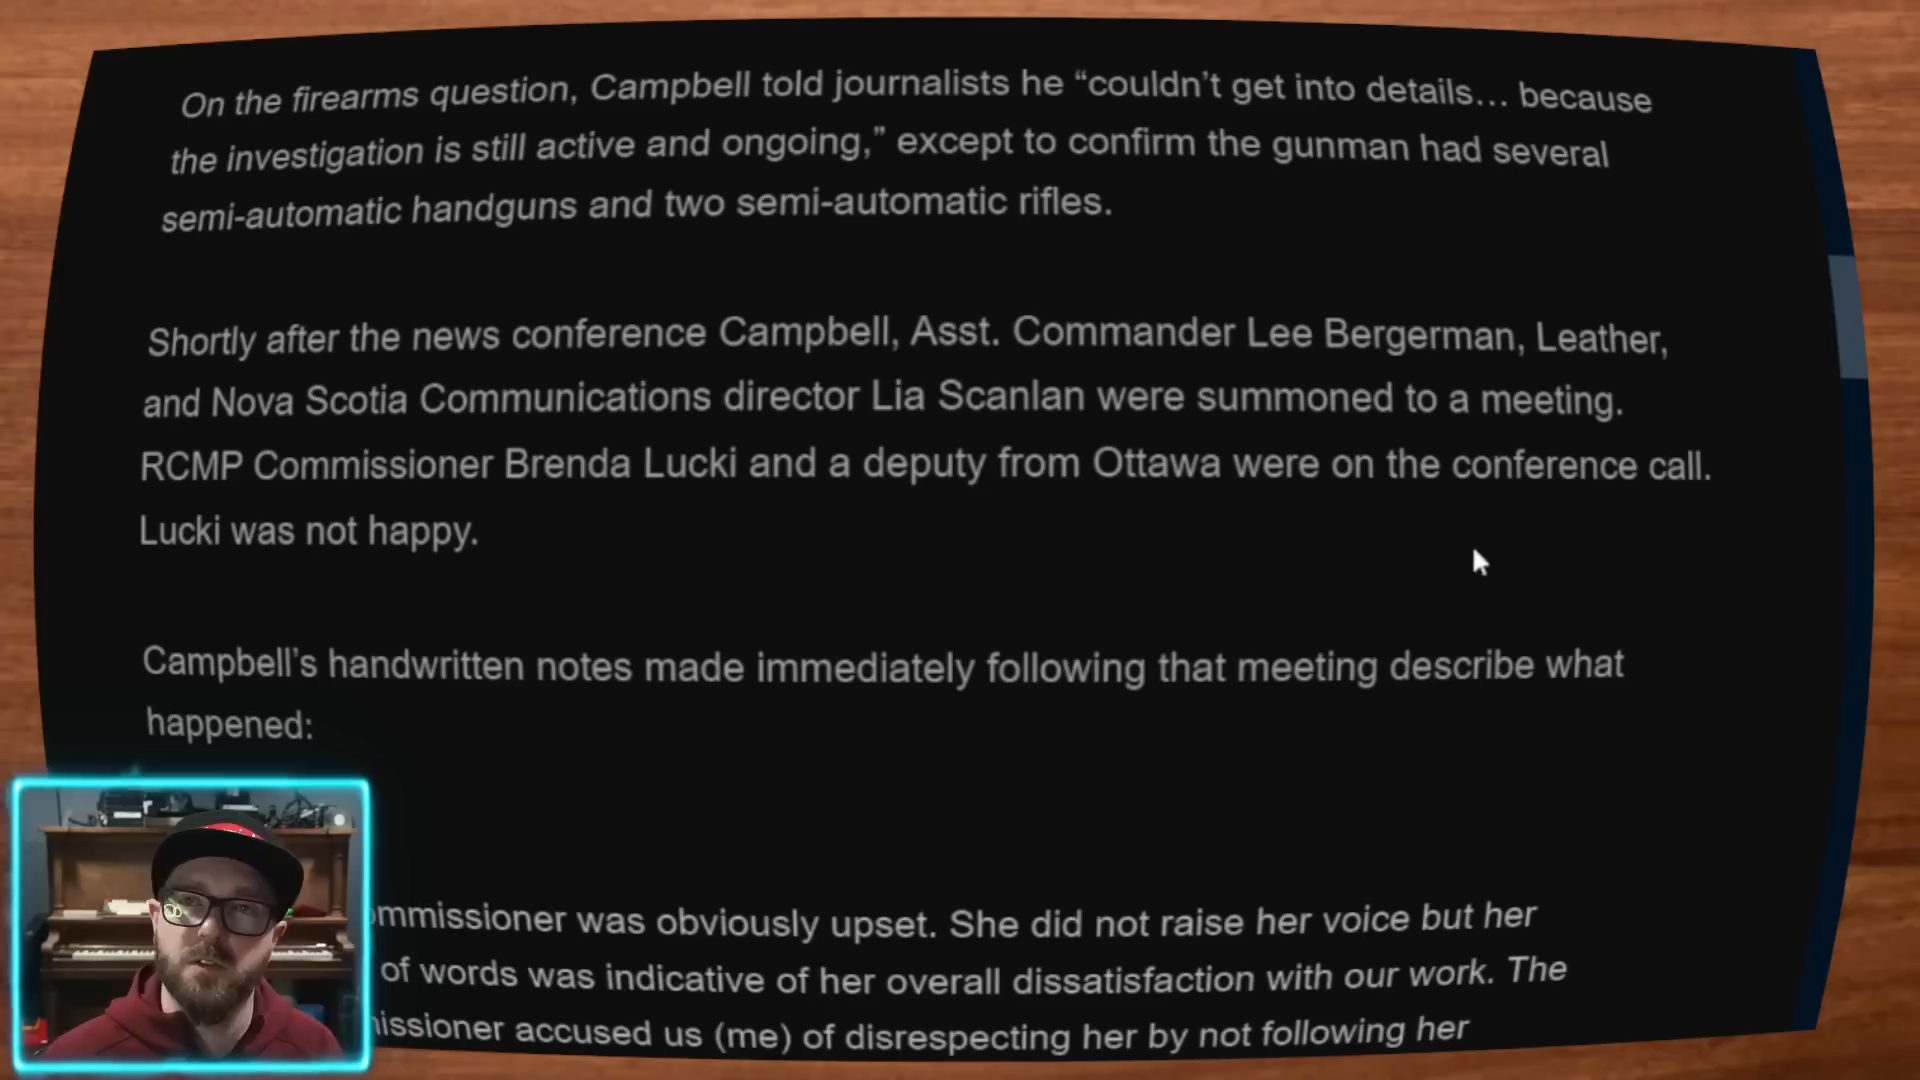 On the firearms question, Campbell told journalists he “couldn’t get into details… because
the investigation is still active and ongoing,” except to confirm the gunman had several
semi-automatic handguns and two semi-automatic rifles.
Shortly after the news conference Campbell, Asst. Commander Lee Bergerman, Leather,
and Nova Scotia Communications director Lia Scanlan were summoned to a meeting.
RCMP Commissioner Brenda Lucki and a deputy from Ottawa were on the conference call.
Lucki was not happy.
Campbell’s handwritten notes made immediately following that meeting describe what
happened:
ommissioner was obviously upset. She did not raise her voice but her
of words was indicative of her overall dissatisfaction with our work. The
issioner accused us (me) of disrespecting her by not following her